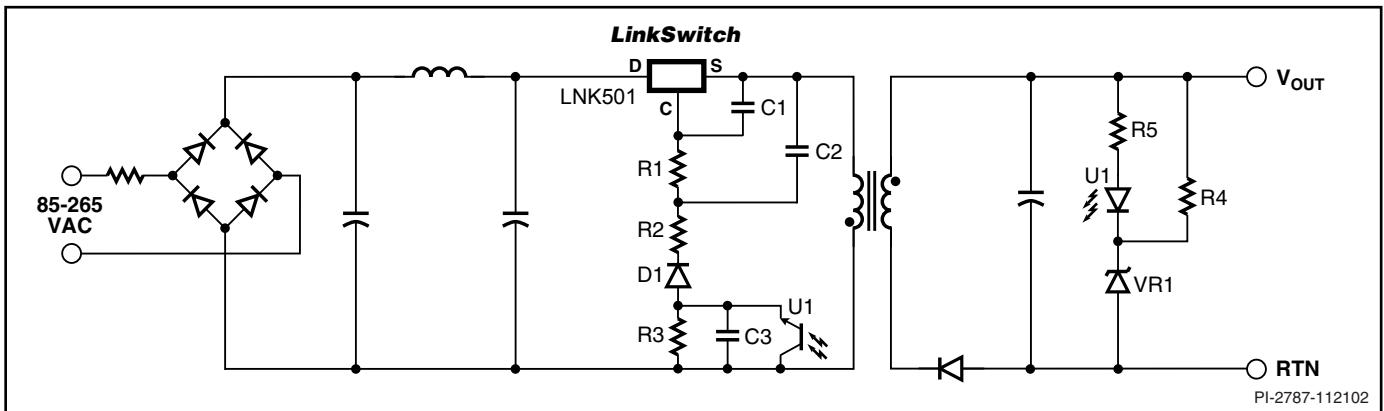 LinkSwitch
D
S
LNK501
C
C1
C2
R1
R2
D1
R3
C3
U1
85-265
VAC
VOUT
R5
U1
R4
VR1
RTN
PI-2787-112102